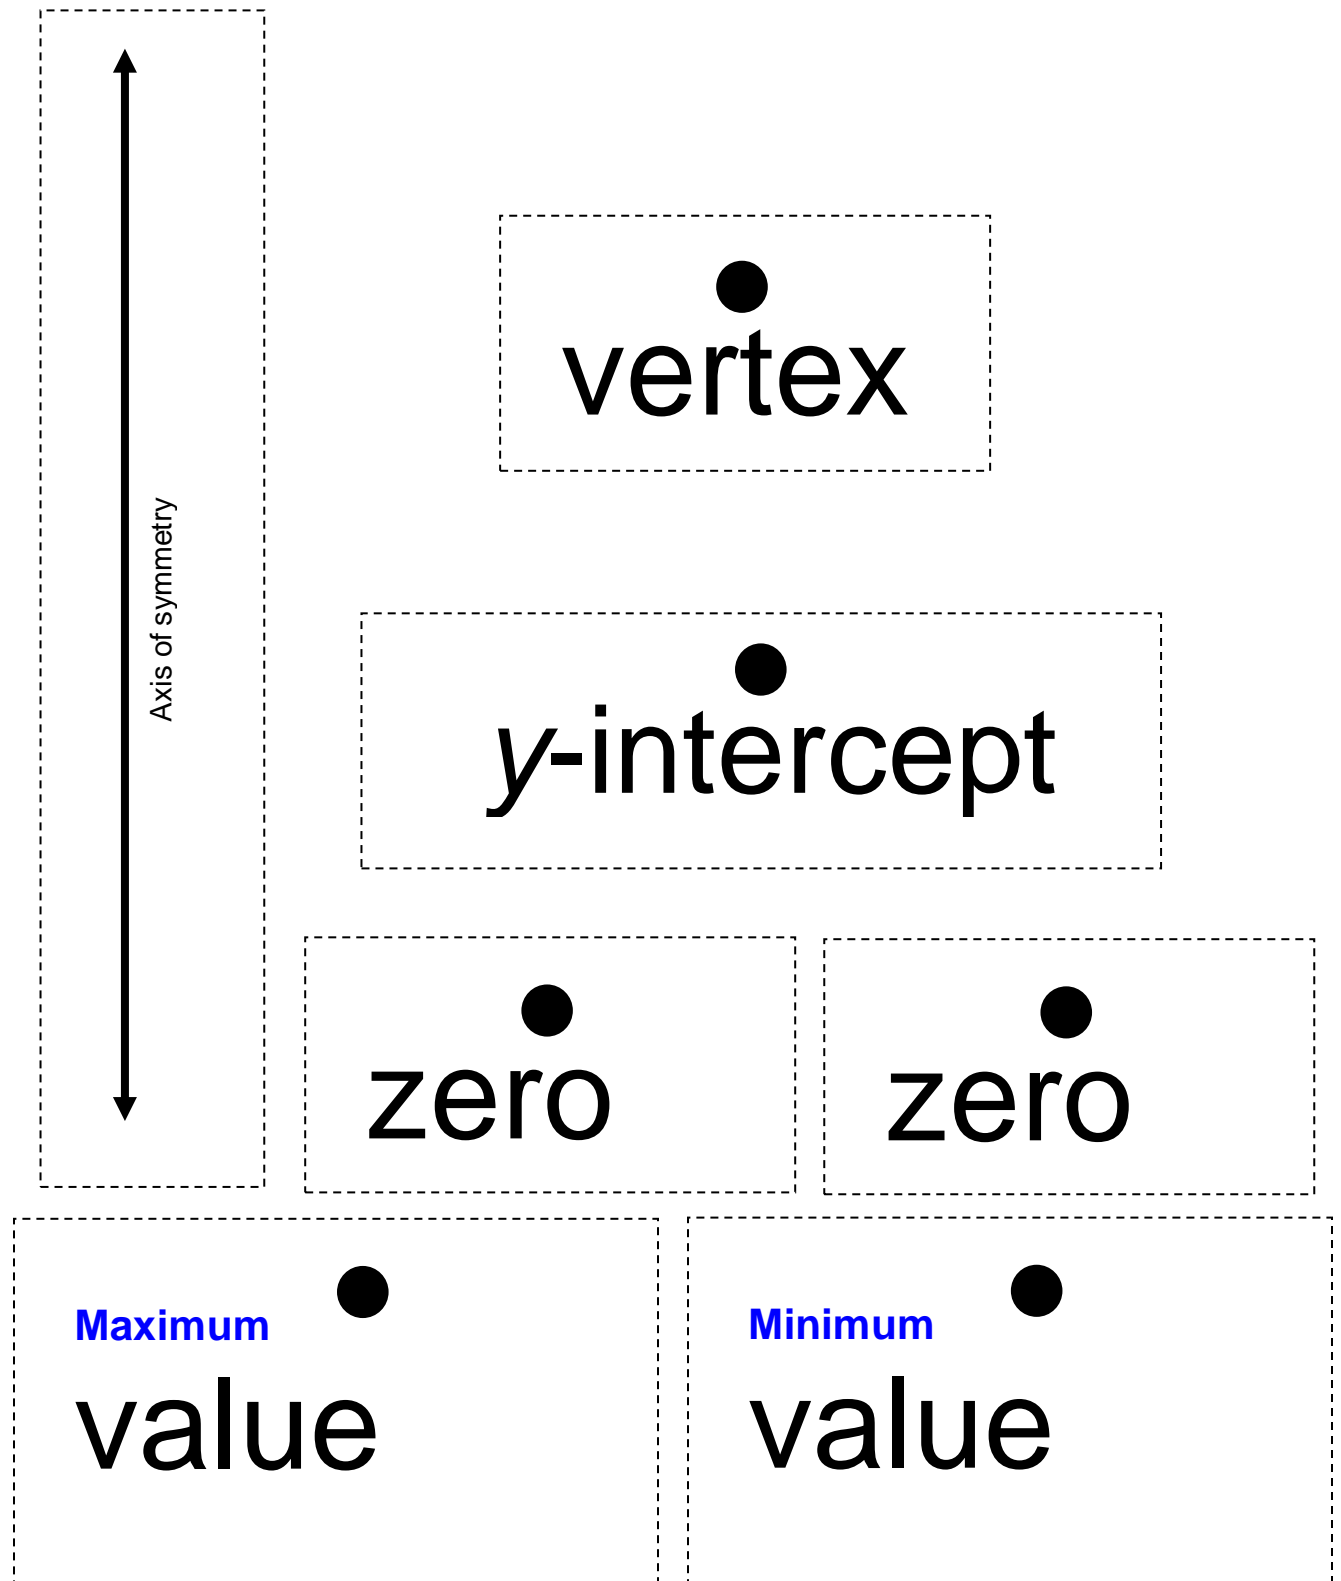 Axis of symmetry
vertex
y-intercept
zero
zero
Maximum
value
Minimum
value